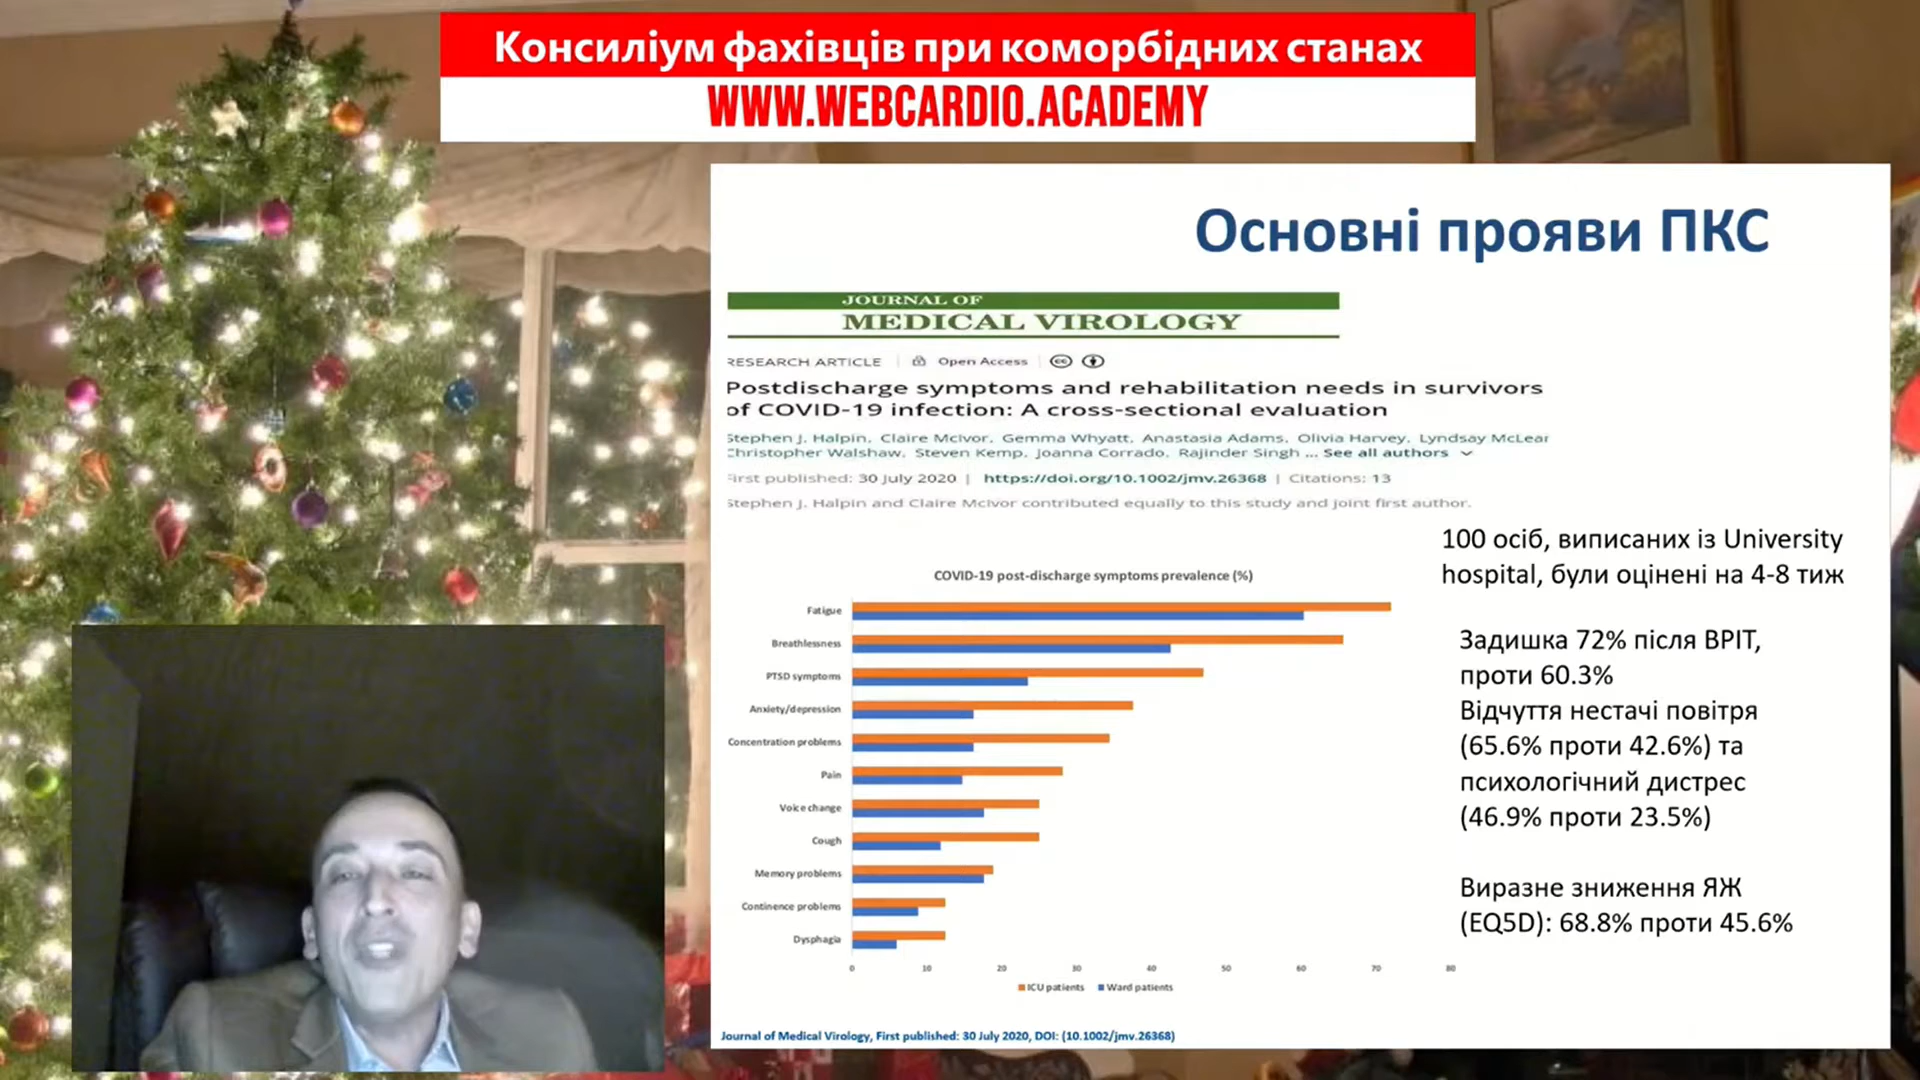 Консиліум фахівців при коморбідних станах
WWW.WEBCARDIO.ACADEMY
Основні прояви ПКС
JOURNAL OF
MEDICAL VIROLOGY
RESEARCH ARTICLE | Open Access
Postdischarge symptoms and rehabilitation needs in survivors
of COVID-19 infection: A cross-sectional evaluation
Stephen J. Halpin, Claire McIvor, Gemma Whyatt, Anastasia Adams, Olivia Harvey, Lyndsay McLean
Christopher Walshaw, Steven Kemp, Joanna Corrado, Rajinder Singh ... See all authors
First published: 30 July 2020 | https://doi.org/10.1002/jmv.26368 | Citations: 13
Stephen J. Halpin and Claire McIvor contributed equally to this study and joint first author.
100 осіб, виписаних із University
hospital, були оцінені на 4-8 тиж
Задишка 72% після ВРІТ,
проти 60.3%
Відчуття нестачі повітря
(65.6% проти 42.6%) та
психологічний дистрес
(46.9% проти 23.5%)
Виразне зниження ЯЖ
(EQ5D): 68.8% проти 45.6%
COVID-19 post-discharge symptoms prevalence (%)
Fatigue
Breathlessness
PTSD symptoms
Anxiety/depression
Concentration problems
Pain
Voice change
Cough
Memory problems
Continence problems
Dysphagia
0 10 20 30 40 50 60 70 80
ICU patients Ward patients
Journal of Medical Virology, First published: 30 July 2020, DOI: (10.1002/jmv.26368)